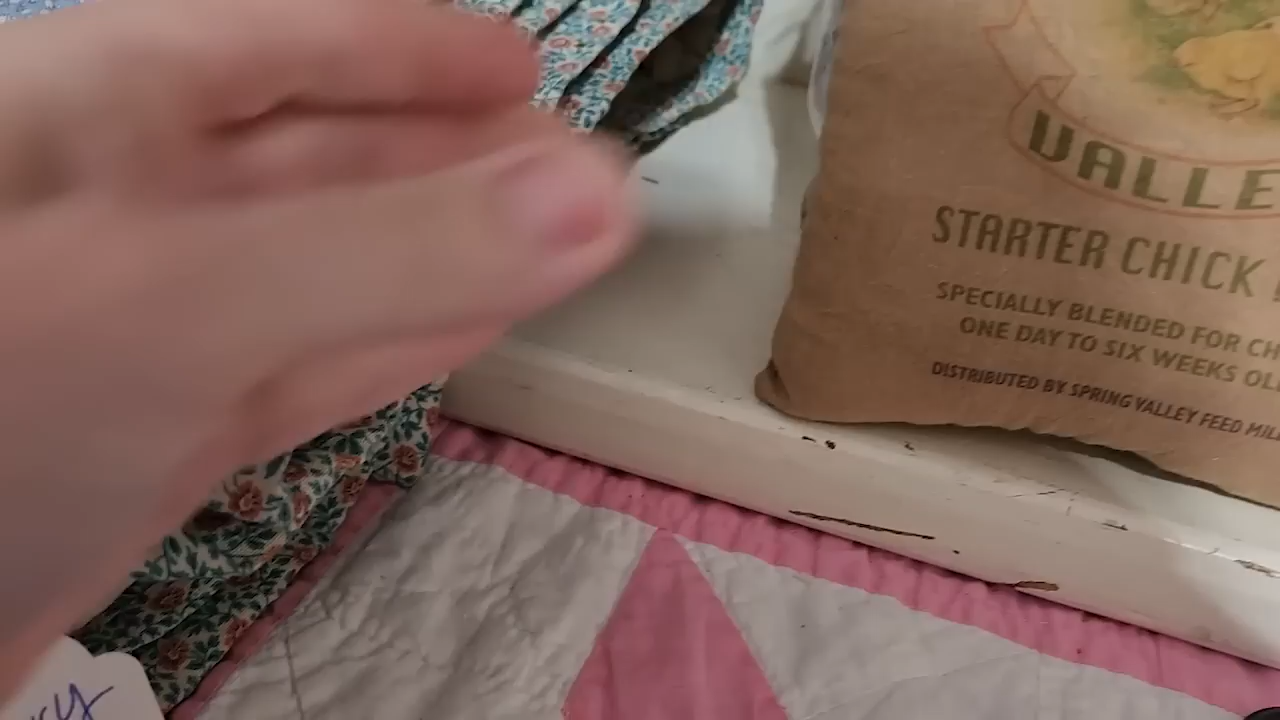 VALLE
STARTER CHICK
SPECIALLY BLENDED FOR CH
ONE DAY TO SIX WEEKS OL
DISTRIBUTED BY SPRING VALLEY FEED MIL